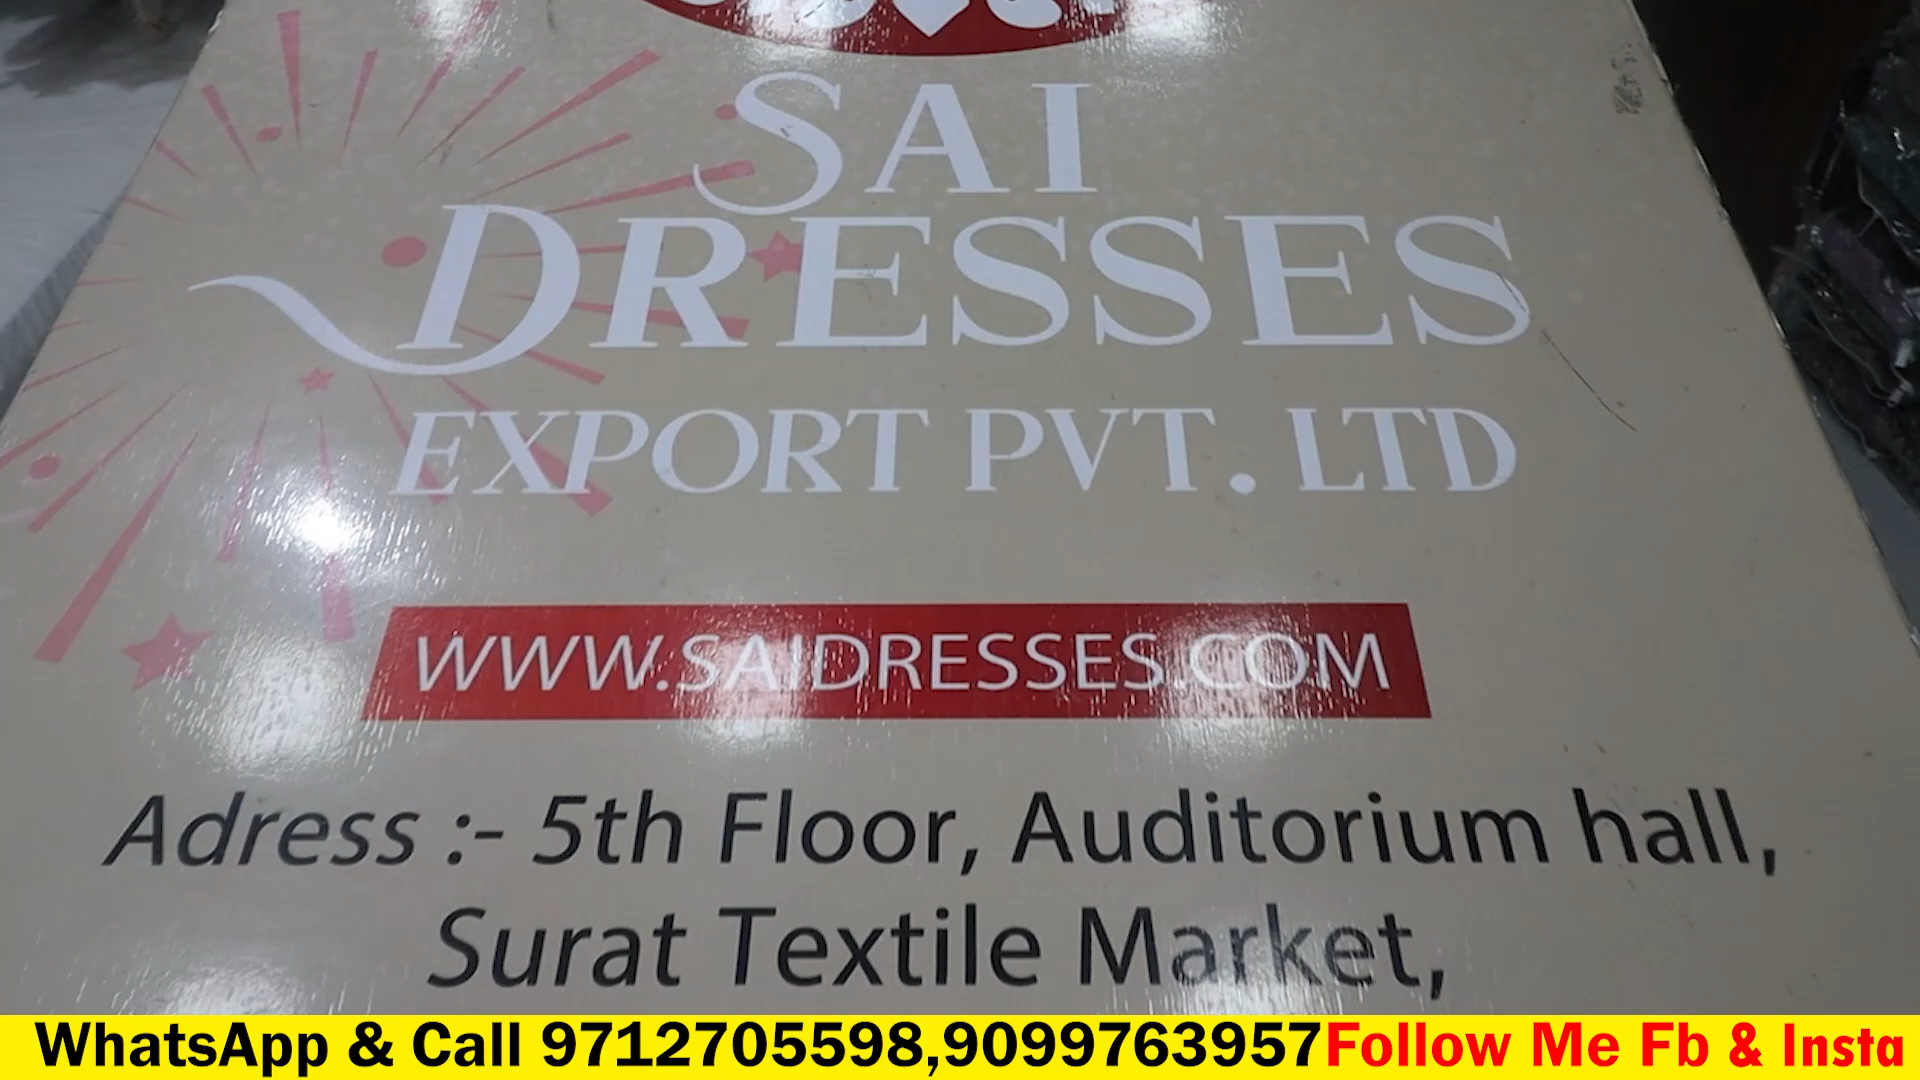 SAI
DRESSES
EXPORT PVT. LTD
WWW.SAIDRESSES.COM
Adress :- 5th Floor, Auditorium hall,
Surat Textile Market,
WhatsApp & Call 9712705598,9099763957Follow Me Fb & Insta